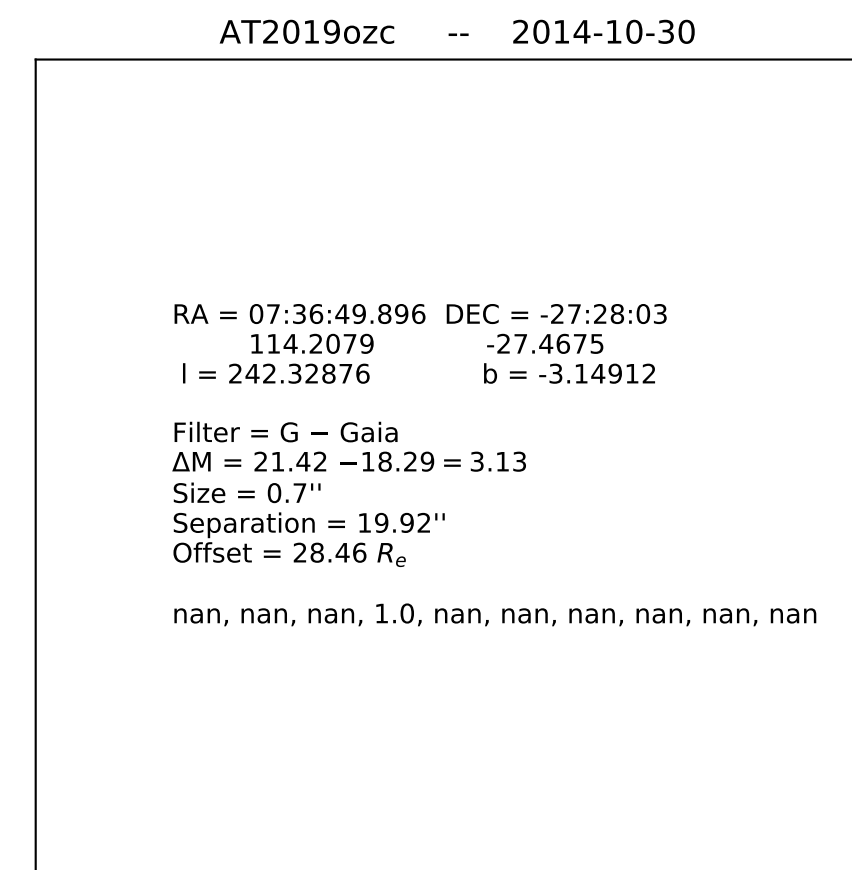 AT2019ozc -- 2014-10-30
RA = 07:36:49.896 DEC = -27:28:03
114.2079 -27.4675
l = 242.32876 b = -3.14912
Filter = G − Gaia
ΔM = 21.42 −18.29 = 3.13
Size = 0.7''
Separation = 19.92''
Offset = 28.46 Re
nan, nan, nan, 1.0, nan, nan, nan, nan, nan, nan